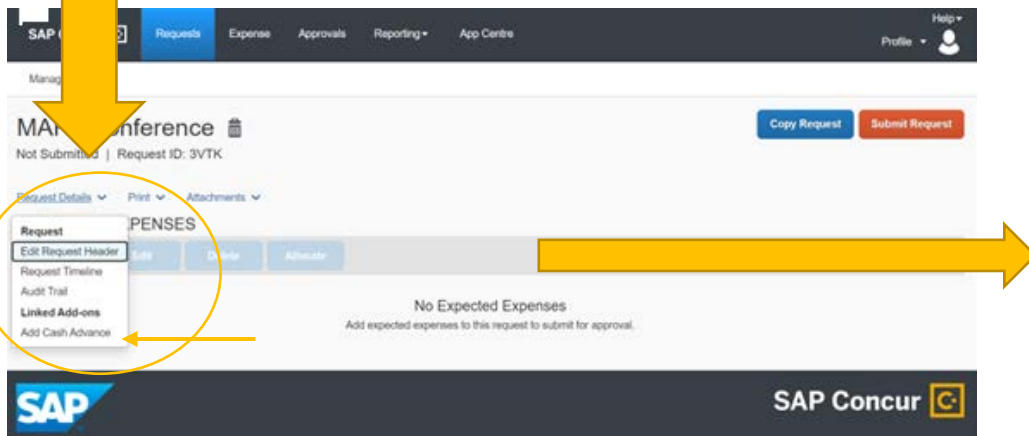 SAP
Requests Expense Approvals Reporting App Centre
Help
Profile
Manag
Conference
Copy Request Submit Request
Not Submitted | Request ID: 3VTK
Request Details Print Attachments
PENSES
Request
Edit Request Header
Edit Delete Allocate
Request Timeline
Audit Trail
Linked Add-ons
Add Cash Advance
No Expected Expenses
Add expected expenses to this request to submit for approval.
SAP
SAP Concur